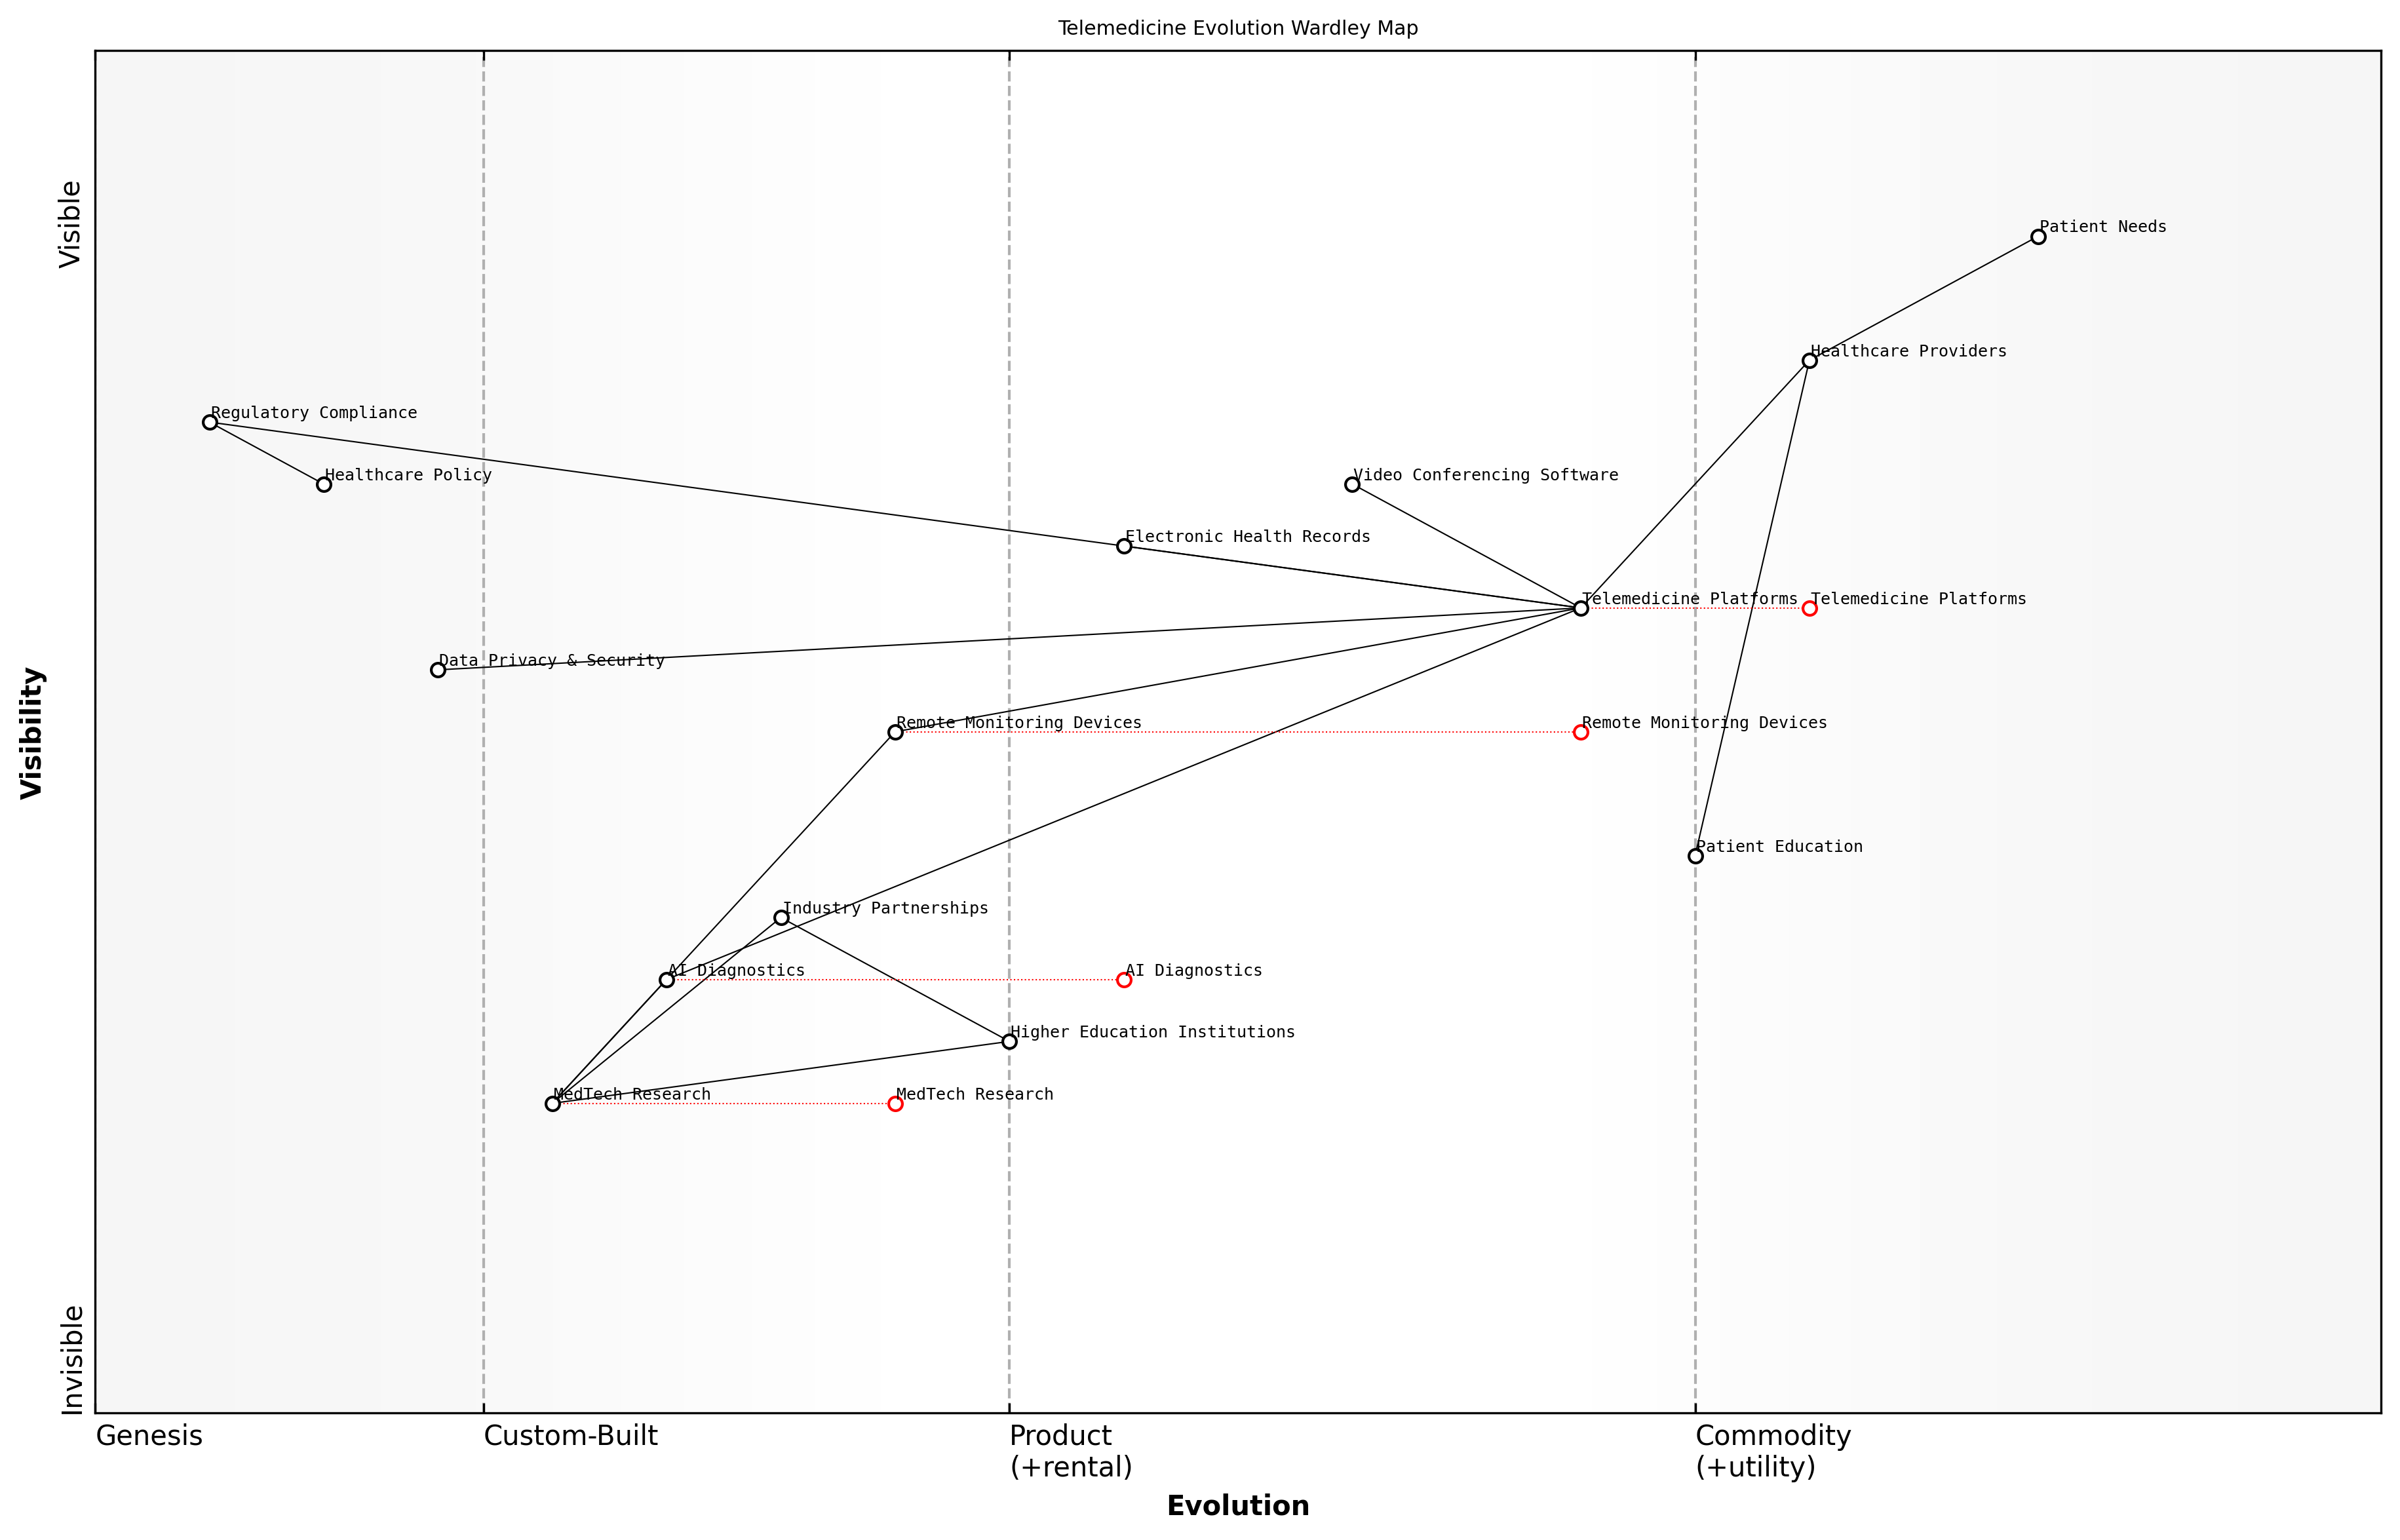 Telemedicine Evolution Wardley Map
Visible
Patient Needs
Healthcare Providers
Regulatory Compliance
Healthcare Policy
Video Conferencing Software
Electronic Health Records
Telemedicine Platforms
Telemedicine Platforms
Data Privacy & Security
Visibility
Remote Monitoring Devices
Remote Monitoring Devices
Patient Education
Industry Partnerships
AI Diagnostics
AI Diagnostics
Higher Education Institutions
MedTech Research
MedTech Research
Invisible
Genesis
Custom-Built
Product
(+rental)
Commodity
(+utility)
Evolution